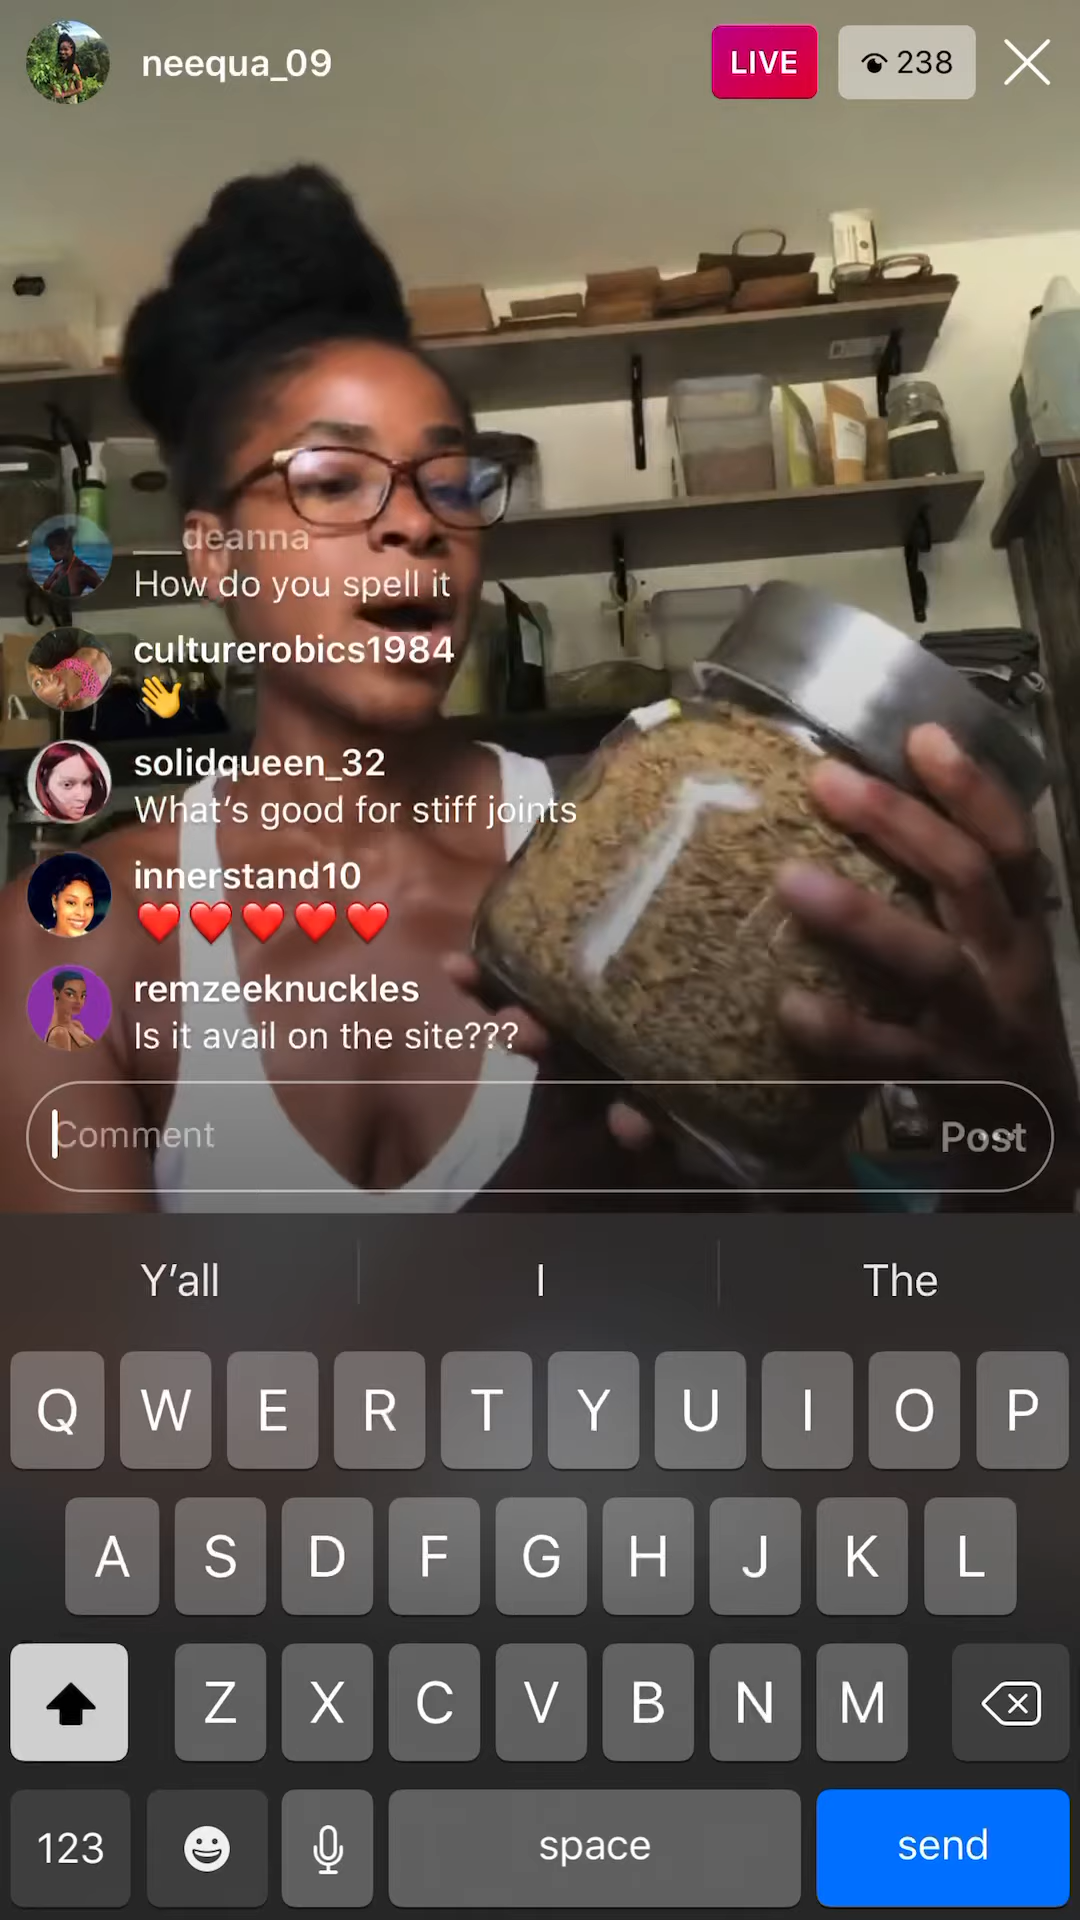 neequa_09
LIVE
238
__deanna
How do you spell it
culturerobics1984
👋
solidqueen_32
What's good for stiff joints
innerstand10
❤️❤️❤️❤️❤️
remzeeknuckles
Is it avail on the site???
Comment
Post
Y'all
I
The
Q W E R T Y U I O P
A S D F G H J K L
Z X C V B N M
123
space
send